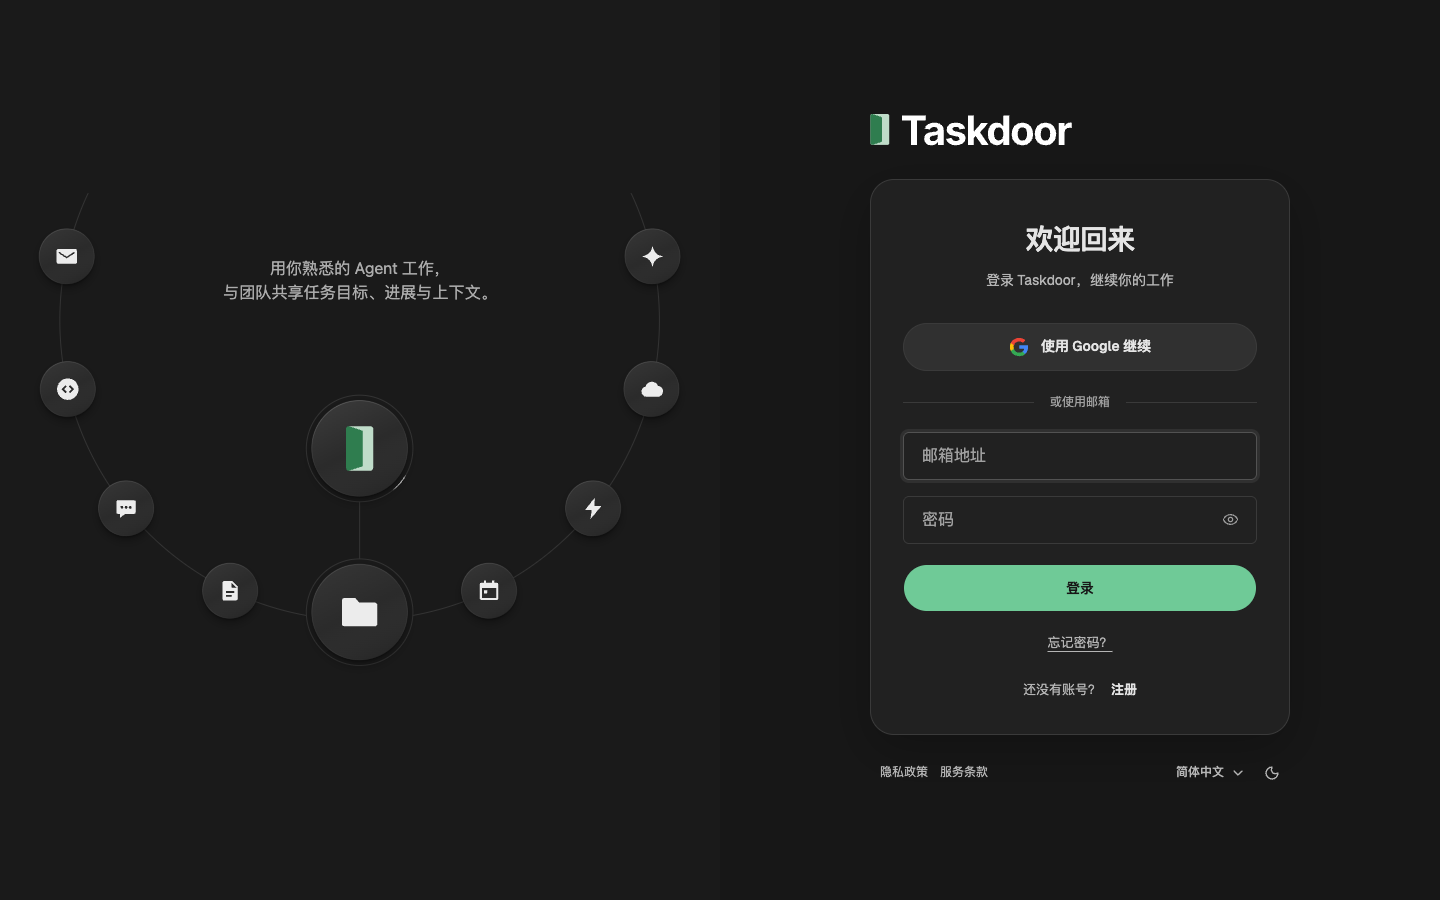 用你熟悉的 Agent 工作，
与团队共享任务目标、进展与上下文。
Taskdoor
欢迎回来
登录 Taskdoor，继续你的工作
使用 Google 继续
或使用邮箱
邮箱地址
密码
登录
忘记密码？
还没有账号？ 注册
隐私政策 服务条款 简体中文